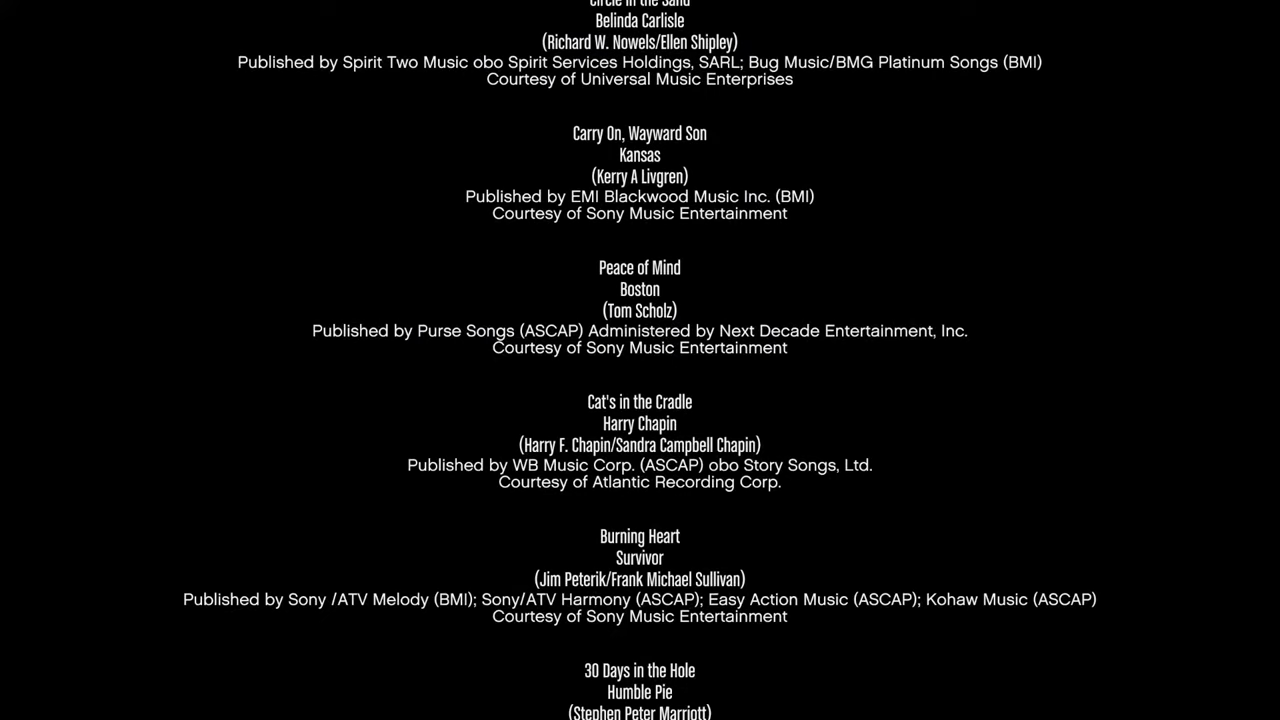 Circle in the Sand
Belinda Carlisle
(Richard W. Nowels/Ellen Shipley)
Published by Spirit Two Music obo Spirit Services Holdings, SARL; Bug Music/BMG Platinum Songs (BMI)
Courtesy of Universal Music Enterprises
Carry On, Wayward Son
Kansas
(Kerry A Livgren)
Published by EMI Blackwood Music Inc. (BMI)
Courtesy of Sony Music Entertainment
Peace of Mind
Boston
(Tom Scholz)
Published by Purse Songs (ASCAP) Administered by Next Decade Entertainment, Inc.
Courtesy of Sony Music Entertainment
Cat's in the Cradle
Harry Chapin
(Harry F. Chapin/Sandra Campbell Chapin)
Published by WB Music Corp. (ASCAP) obo Story Songs, Ltd.
Courtesy of Atlantic Recording Corp.
Burning Heart
Survivor
(Jim Peterik/Frank Michael Sullivan)
Published by Sony /ATV Melody (BMI); Sony/ATV Harmony (ASCAP); Easy Action Music (ASCAP); Kohaw Music (ASCAP)
Courtesy of Sony Music Entertainment
30 Days in the Hole
Humble Pie
(Stephen Peter Marriott)